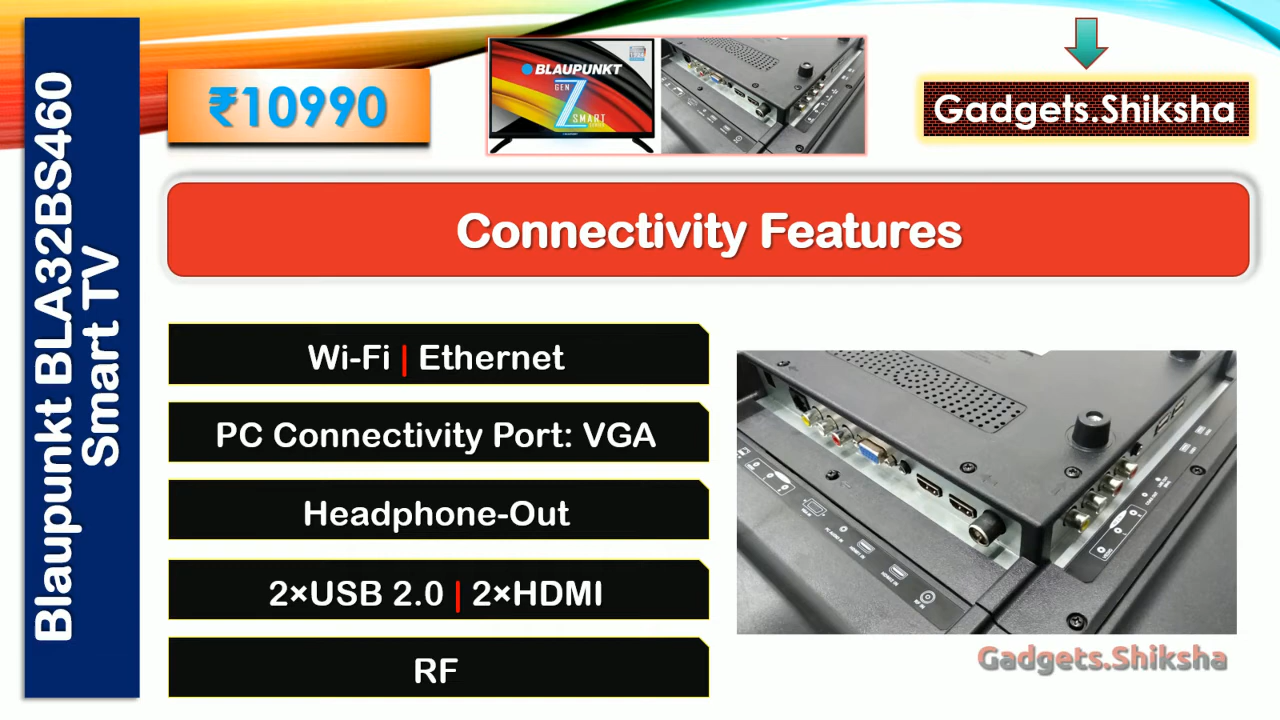 Blaupunkt BLA32BS460
Smart TV
₹10990
BLAUPUNKT
GEN
Z
SMART
Gadgets.Shiksha
Connectivity Features
Wi-Fi | Ethernet
PC Connectivity Port: VGA
Headphone-Out
2×USB 2.0 | 2×HDMI
RF
Gadgets.Shiksha